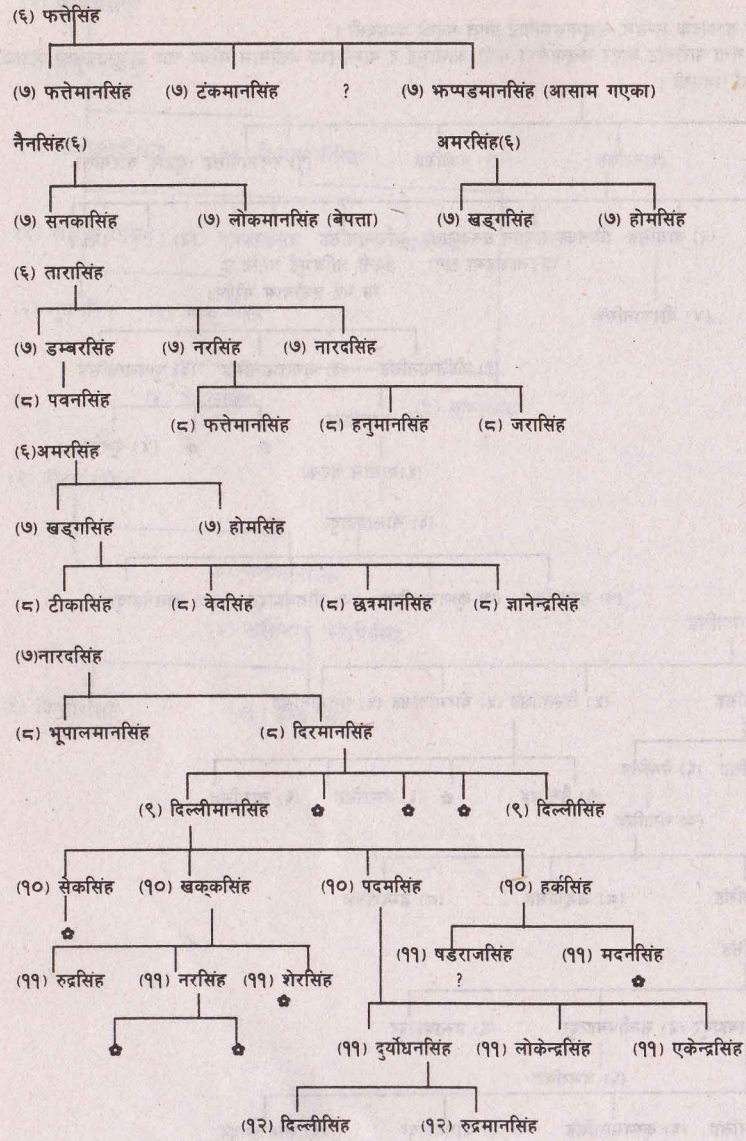 (६) फत्तेसिंह
(७) फत्तेमानसिंह (७) टंकमानसिंह ? (७) झप्पडमानसिंह (आसाम गएका)
नैनसिंह(६) अमरसिंह(६)
(७) सनकासिंह (७) लोकमानसिंह (बेपत्ता) (७) खड्गसिंह (७) होमसिंह
(६) तारासिंह
(७) डम्बरसिंह (७) नरसिंह (७) नारदसिंह
(८) पवनसिंह
(८) फत्तेमानसिंह (८) हनुमानसिंह (८) जरासिंह
(६)अमरसिंह
(७) खड्गसिंह (७) होमसिंह
(८) टीकासिंह (८) वेदसिंह (८) छत्रमानसिंह (८) ज्ञानेन्द्रसिंह
(७)नारदसिंह
(८) भूपालमानसिंह (८) दिरमानसिंह
(९) दिल्लीमानसिंह (९) दिल्लीसिंह
(१०) सेकसिंह (१०) खक्कसिंह (१०) पदमसिंह (१०) हर्कसिंह
(११) षडराजसिंह (११) मदनसिंह
(११) रुद्रसिंह (११) नरसिंह (११) शेरसिंह ?
(११) दुर्योधनसिंह (११) लोकेन्द्रसिंह (११) एकेन्द्रसिंह
(१२) दिल्लीसिंह (१२) रुद्रमानसिंह